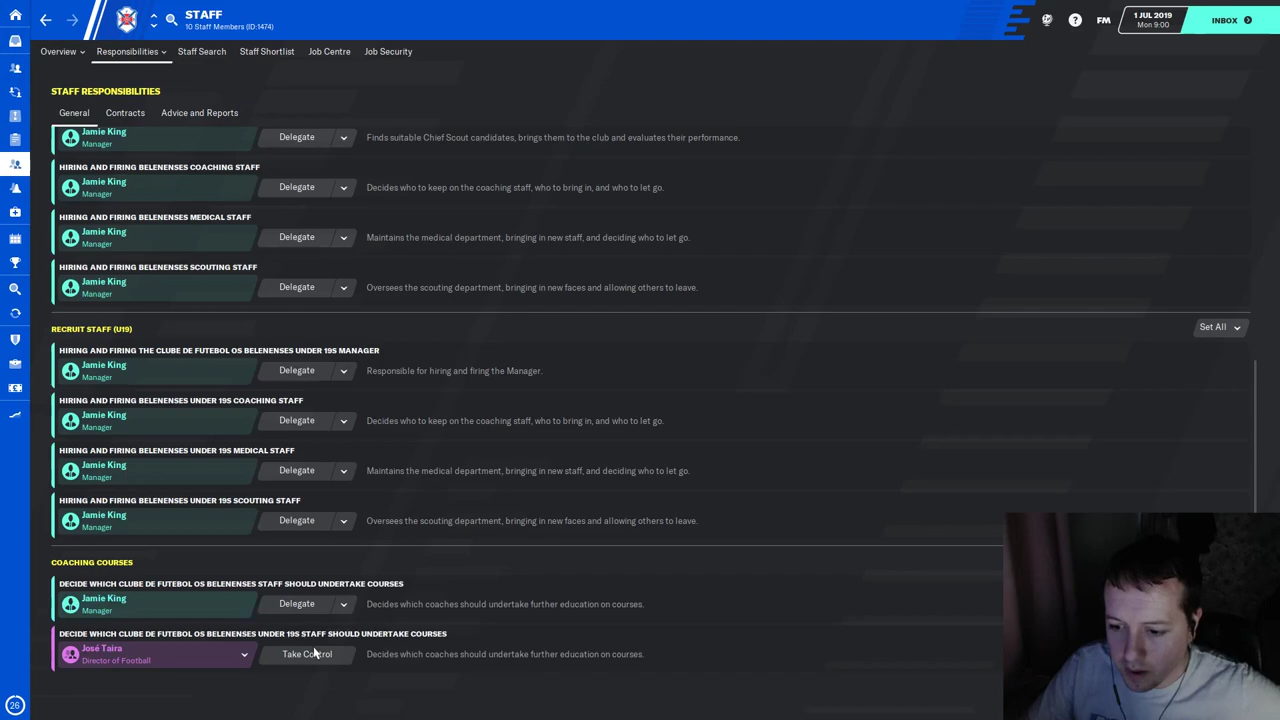 STAFF
10 Staff Members (ID:1474)
FM
1 JUL 2019
Mon 9:00
INBOX
Overview
Responsibilities
Staff Search
Staff Shortlist
Job Centre
Job Security
STAFF RESPONSIBILITIES
General
Contracts
Advice and Reports
Jamie King
Manager
Delegate
Finds suitable Chief Scout candidates, brings them to the club and evaluates their performance.
HIRING AND FIRING BELENENSES COACHING STAFF
Jamie King
Manager
Delegate
Decides who to keep on the coaching staff, who to bring in, and who to let go.
HIRING AND FIRING BELENENSES MEDICAL STAFF
Jamie King
Manager
Delegate
Maintains the medical department, bringing in new staff, and deciding who to let go.
HIRING AND FIRING BELENENSES SCOUTING STAFF
Jamie King
Manager
Delegate
Oversees the scouting department, bringing in new faces and allowing others to leave.
RECRUIT STAFF (U19)
Set All
HIRING AND FIRING THE CLUBE DE FUTEBOL OS BELENENSES UNDER 19S MANAGER
Jamie King
Manager
Delegate
Responsible for hiring and firing the Manager.
HIRING AND FIRING BELENENSES UNDER 19S COACHING STAFF
Jamie King
Manager
Delegate
Decides who to keep on the coaching staff, who to bring in, and who to let go.
HIRING AND FIRING BELENENSES UNDER 19S MEDICAL STAFF
Jamie King
Manager
Delegate
Maintains the medical department, bringing in new staff, and deciding who to let go.
HIRING AND FIRING BELENENSES UNDER 19S SCOUTING STAFF
Jamie King
Manager
Delegate
Oversees the scouting department, bringing in new faces and allowing others to leave.
COACHING COURSES
DECIDE WHICH CLUBE DE FUTEBOL OS BELENENSES STAFF SHOULD UNDERTAKE COURSES
Jamie King
Manager
Delegate
Decides which coaches should undertake further education on courses.
DECIDE WHICH CLUBE DE FUTEBOL OS BELENENSES UNDER 19S STAFF SHOULD UNDERTAKE COURSES
José Taira
Director of Football
Take Control
Decides which coaches should undertake further education on courses.
26